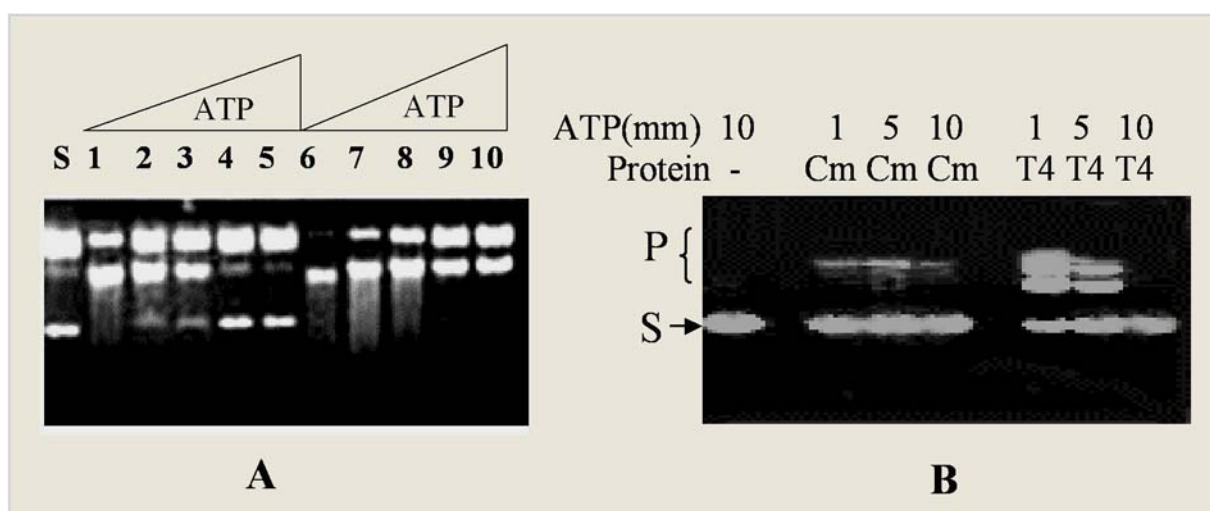 ATP ATP
S 1 2 3 4 5 6 7 8 9 10
A
ATP(mm) 10 1 5 10 1 5 10
Protein - Cm Cm Cm T4 T4 T4
P
S
B